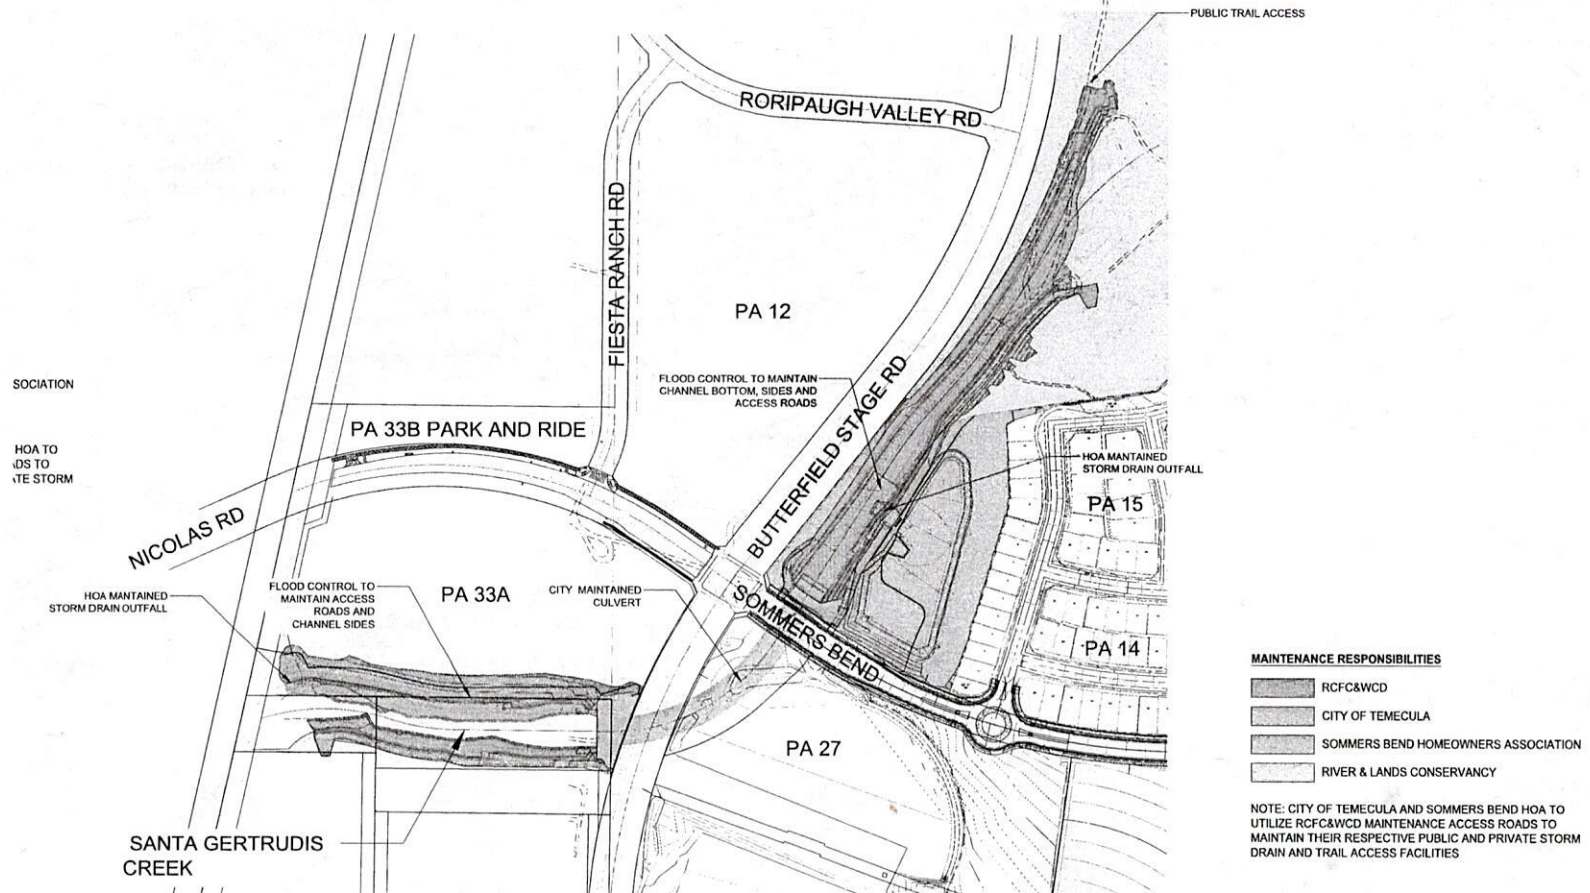 PUBLIC TRAIL ACCESS
RORIPAUGH VALLEY RD
FIESTA RANCH RD
PA 12
BUTTERFIELD STAGE RD
FLOOD CONTROL TO MAINTAIN
CHANNEL BOTTOM, SIDES AND
ACCESS ROADS
SOCIATION
HOA TO
DS TO
TE STORM
PA 33B PARK AND RIDE
NICOLAS RD
HOA MANTAINED
STORM DRAIN OUTFALL
PA 15
HOA MANTAINED
STORM DRAIN OUTFALL
FLOOD CONTROL TO
MAINTAIN ACCESS
ROADS AND
CHANNEL SIDES
PA 33A
CITY MAINTAINED
CULVERT
SOMMERS BEND
PA 14
PA 27
SANTA GERTRUDIS
CREEK
MAINTENANCE RESPONSIBILITIES
RCFC&WCD
CITY OF TEMECULA
SOMMERS BEND HOMEOWNERS ASSOCIATION
RIVER & LANDS CONSERVANCY
NOTE: CITY OF TEMECULA AND SOMMERS BEND HOA TO
UTILIZE RCFC&WCD MAINTENANCE ACCESS ROADS TO
MAINTAIN THEIR RESPECTIVE PUBLIC AND PRIVATE STORM
DRAIN AND TRAIL ACCESS FACILITIES